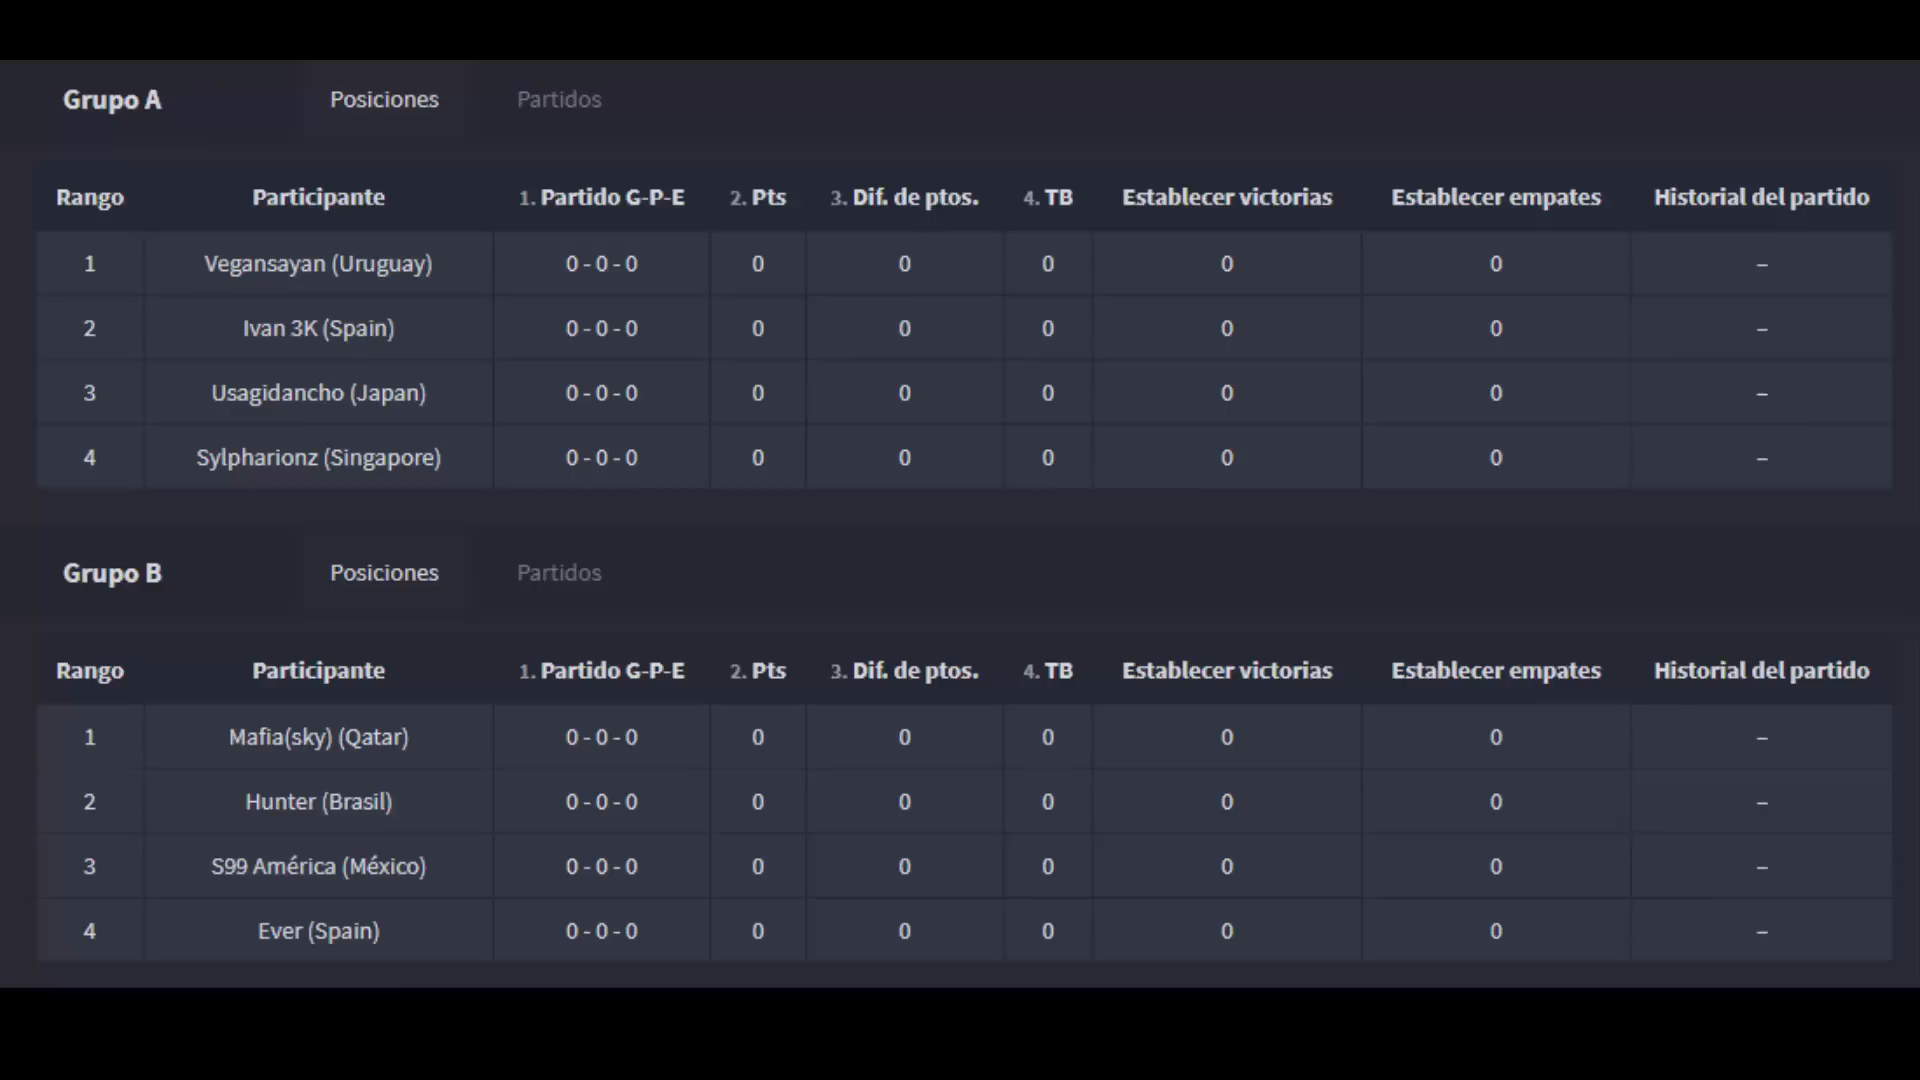 Grupo A Posiciones Partidos
Rango Participante 1. Partido G-P-E 2. Pts 3. Dif. de ptos. 4. TB Establecer victorias Establecer empates Historial del partido
1 Vegansayan (Uruguay) 0 - 0 - 0 0 0 0 0 0 –
2 Ivan 3K (Spain) 0 - 0 - 0 0 0 0 0 0 –
3 Usagidancho (Japan) 0 - 0 - 0 0 0 0 0 0 –
4 Sylpharionz (Singapore) 0 - 0 - 0 0 0 0 0 0 –
Grupo B Posiciones Partidos
Rango Participante 1. Partido G-P-E 2. Pts 3. Dif. de ptos. 4. TB Establecer victorias Establecer empates Historial del partido
1 Mafia(sky) (Qatar) 0 - 0 - 0 0 0 0 0 0 –
2 Hunter (Brasil) 0 - 0 - 0 0 0 0 0 0 –
3 S99 América (México) 0 - 0 - 0 0 0 0 0 0 –
4 Ever (Spain) 0 - 0 - 0 0 0 0 0 0 –